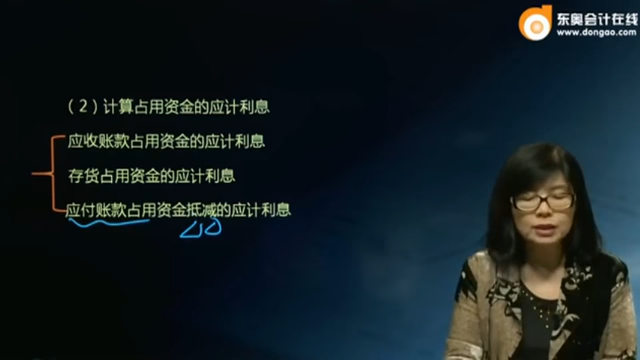 东奥会计在线
www.dongao.com
(2)计算占用资金的应计利息
应收账款占用资金的应计利息
存货占用资金的应计利息
应付账款占用资金抵减的应计利息